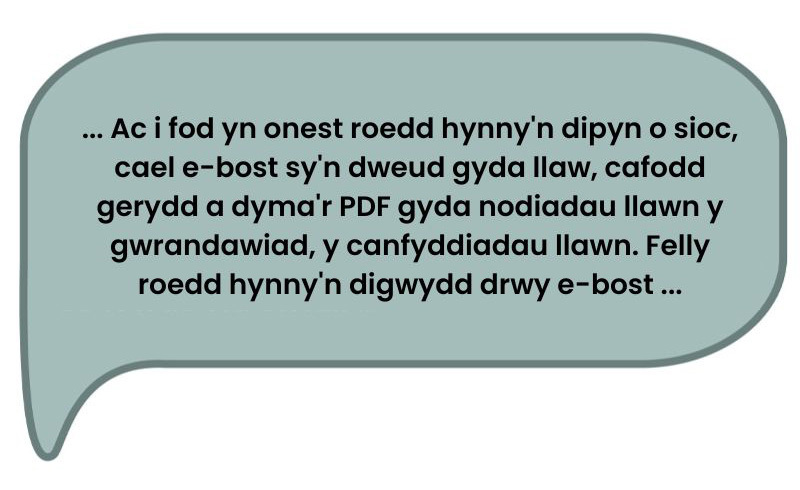 ... Ac i fod yn onest roedd hynny'n dipyn o sioc,
cael e-bost sy'n dweud gyda llaw, cafodd
gerydd a dyma'r PDF gyda nodiadau llawn y
gwrandawiad, y canfyddiadau llawn. Felly
roedd hynny'n digwydd drwy e-bost ...